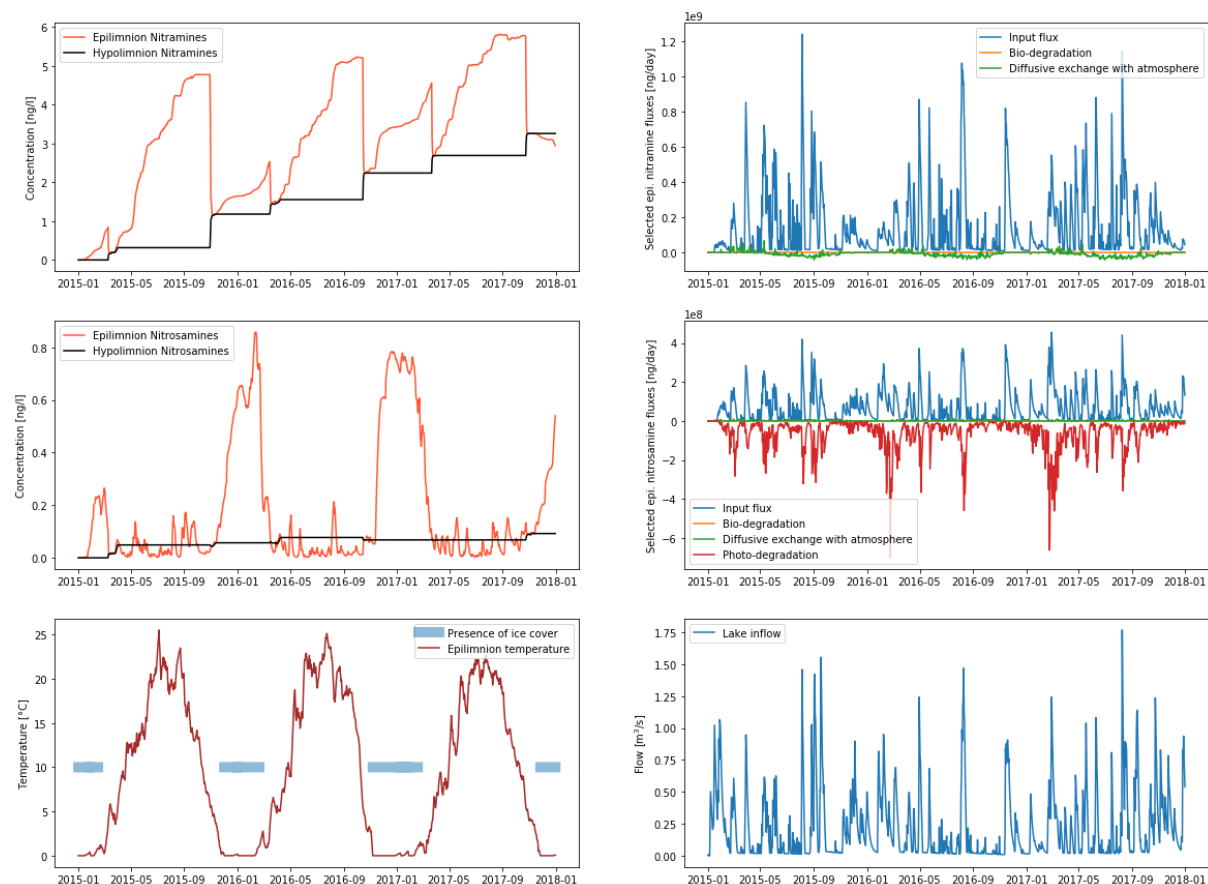 Concentration [ng/l]
6
5
4
3
2
1
0
Epilimnion Nitramines
Hypolimnion Nitramines
2015-01 2015-05 2015-09 2016-01 2016-05 2016-09 2017-01 2017-05 2017-09 2018-01
1e9
Selected epi. nitramine fluxes [ng/day]
1.2
1.0
0.8
0.6
0.4
0.2
0.0
Input flux
Bio-degradation
Diffusive exchange with atmosphere
2015-01 2015-05 2015-09 2016-01 2016-05 2016-09 2017-01 2017-05 2017-09 2018-01
Concentration [ng/l]
0.8
0.6
0.4
0.2
0.0
Epilimnion Nitrosamines
Hypolimnion Nitrosamines
2015-01 2015-05 2015-09 2016-01 2016-05 2016-09 2017-01 2017-05 2017-09 2018-01
1e8
Selected epi. nitrosamine fluxes [ng/day]
4
2
0
−2
−4
−6
Input flux
Bio-degradation
Diffusive exchange with atmosphere
Photo-degradation
2015-01 2015-05 2015-09 2016-01 2016-05 2016-09 2017-01 2017-05 2017-09 2018-01
Temperature [°C]
25
20
15
10
5
0
Presence of ice cover
Epilimnion temperature
2015-01 2015-05 2015-09 2016-01 2016-05 2016-09 2017-01 2017-05 2017-09 2018-01
Flow [m³/s]
1.75
1.50
1.25
1.00
0.75
0.50
0.25
0.00
Lake inflow
2015-01 2015-05 2015-09 2016-01 2016-05 2016-09 2017-01 2017-05 2017-09 2018-01